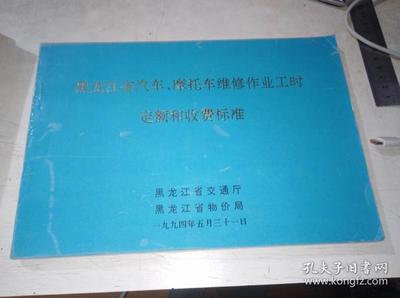 黑龙江省汽车、摩托车维修作业工时
定额和收费标准
黑龙江省交通厅
黑龙江省物价局
一九九四年五月三十一日
孔夫子旧书网
www.kongfz.com